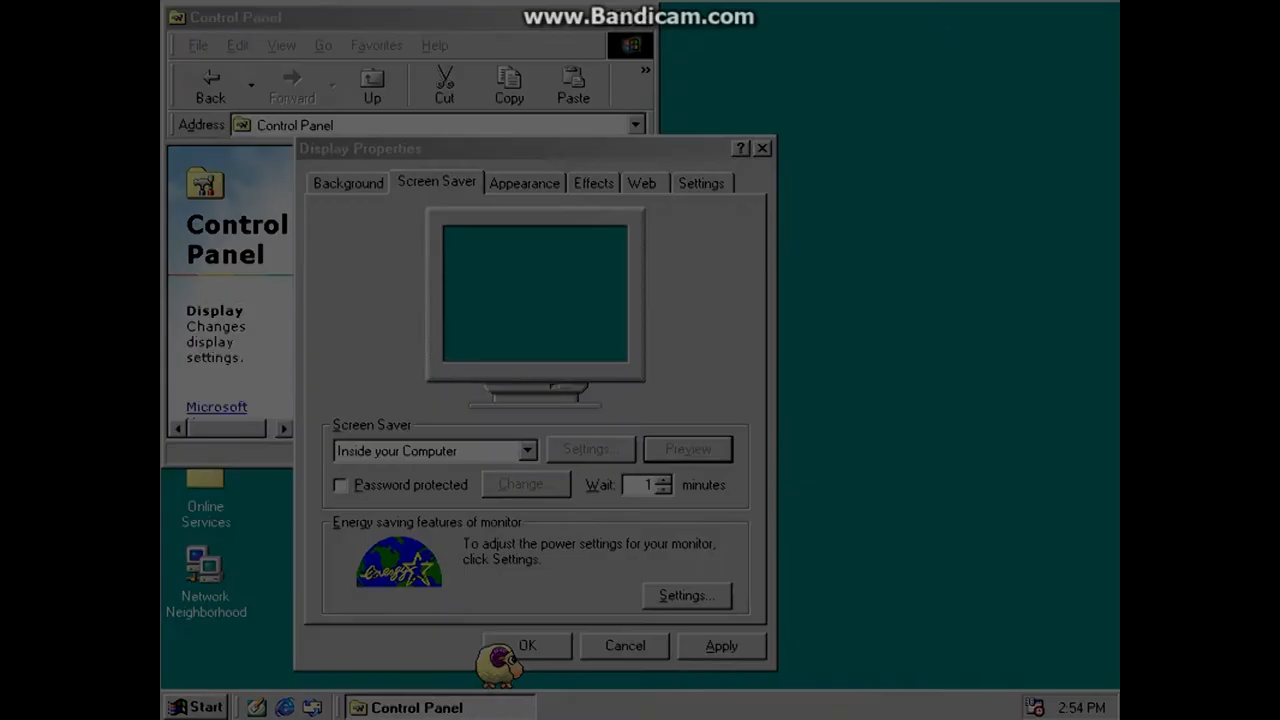 www.Bandicam.com
Control Panel
File Edit View Go Favorites Help
Back Forward Up Cut Copy Paste »
Address Control Panel
Display Properties
Background Screen Saver Appearance Effects Web Settings
Control
Panel
Display
Changes
display
settings.
Microsoft
Screen Saver
Inside your Computer
Settings...
Preview
Password protected
Change...
Wait: 1 minutes
Energy saving features of monitor
energy
To adjust the power settings for your monitor,
click Settings.
Settings...
OK Cancel Apply
Online
Services
Network
Neighborhood
Start Control Panel 2:54 PM